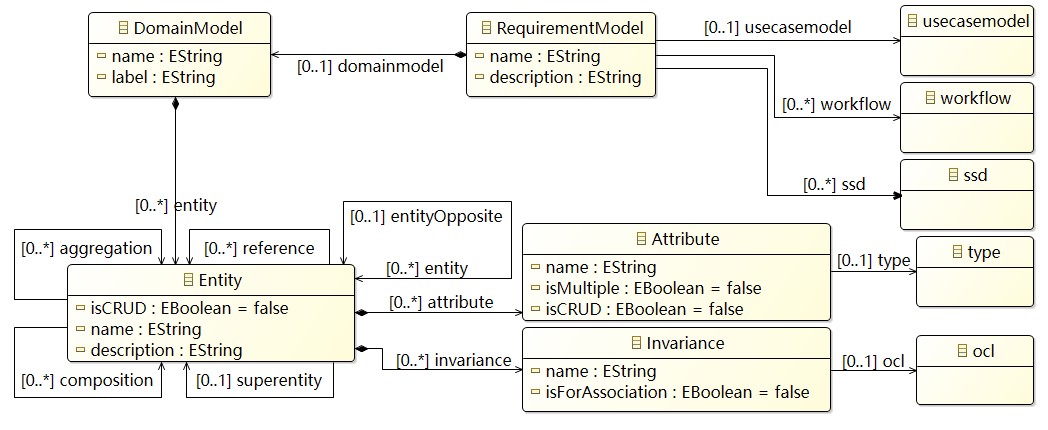 DomainModel
name : EString
label : EString
[0..1] domainmodel
RequirementModel
name : EString
description : EString
[0..1] usecasemodel
usecasemodel
[0..*] workflow
workflow
[0..*] ssd
ssd
[0..*] entity
[0..*] aggregation
[0..*] reference
[0..1] entityOpposite
[0..*] entity
Entity
isCRUD : EBoolean = false
name : EString
description : EString
[0..*] composition
[0..1] superentity
[0..*] attribute
[0..*] invariance
Attribute
name : EString
isMultiple : EBoolean = false
isCRUD : EBoolean = false
[0..1] type
type
Invariance
name : EString
isForAssociation : EBoolean = false
[0..1] ocl
ocl